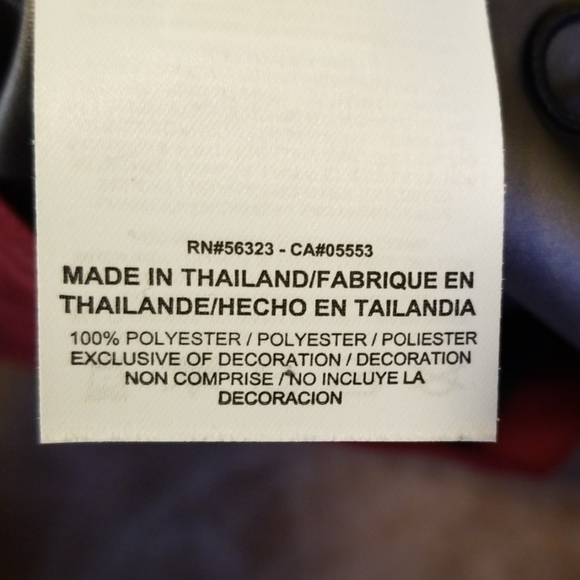 RN#56323 - CA#05553
MADE IN THAILAND/FABRIQUE EN
THAILANDE/HECHO EN TAILANDIA
100% POLYESTER / POLYESTER / POLIESTER
EXCLUSIVE OF DECORATION / DECORATION
NON COMPRISE / NO INCLUYE LA
DECORACION